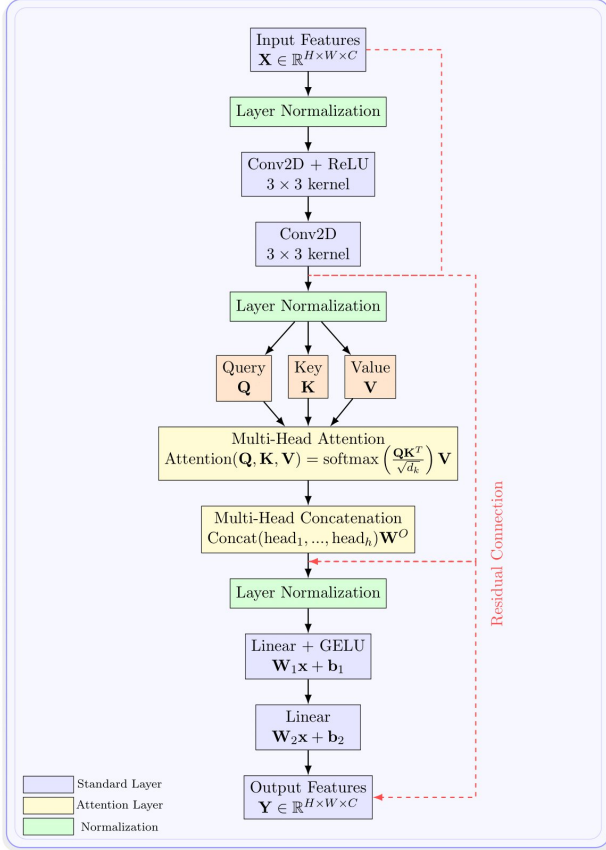 Input Features
X ∈ ℝ^{H×W×C}
Layer Normalization
Conv2D + ReLU
3 × 3 kernel
Conv2D
3 × 3 kernel
Layer Normalization
Query
Q
Key
K
Value
V
Multi-Head Attention
Attention(Q, K, V) = softmax(QK^T/√d_k) V
Multi-Head Concatenation
Concat(head_1, ..., head_h)W^O
Layer Normalization
Linear + GELU
W_1x + b_1
Linear
W_2x + b_2
Output Features
Y ∈ ℝ^{H×W×C}
Residual Connection
Standard Layer
Attention Layer
Normalization